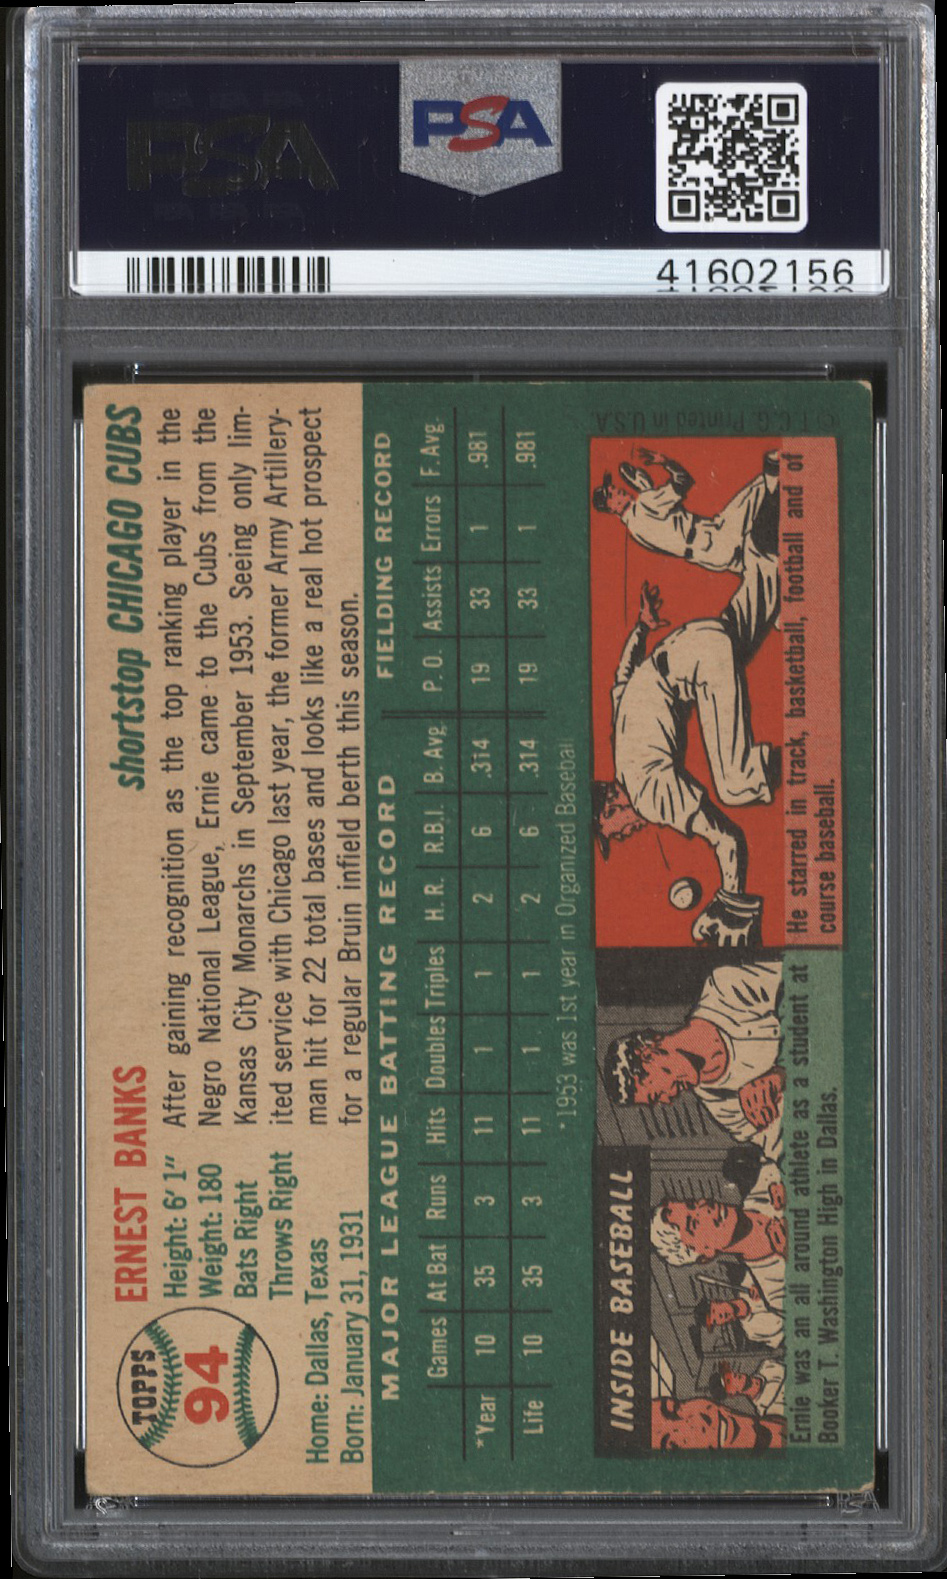 PSA
PSA
41602156
TOPPS
94
ERNEST BANKS
shortstop CHICAGO CUBS
Height: 6' 1"
Weight: 180
Bats Right
Throws Right
Home: Dallas, Texas
Born: January 31, 1931
After gaining recognition as the top ranking player in the
Negro National League, Ernie came to the Cubs from the
Kansas City Monarchs in September 1953. Seeing only lim-
ited service with Chicago last year, the former Army Artillery-
man hit for 22 total bases and looks like a real hot prospect
for a regular Bruin infield berth this season.
MAJOR LEAGUE BATTING RECORD FIELDING RECORD
Games At Bat Runs Hits Doubles Triples H. R. R.B.I. B. Avg. P. O. Assists Errors F. Avg.
*Year 10 35 3 11 1 1 2 6 .314 19 33 1 .981
Life 10 35 3 11 1 1 2 6 .314 19 33 1 .981
*1953 was 1st year in Organized Baseball
INSIDE BASEBALL
Ernie was an all around athlete as a student at
Booker T. Washington High in Dallas.
He starred in track, basketball, football and of
course baseball.
© T.C.G. Printed in U.S.A.